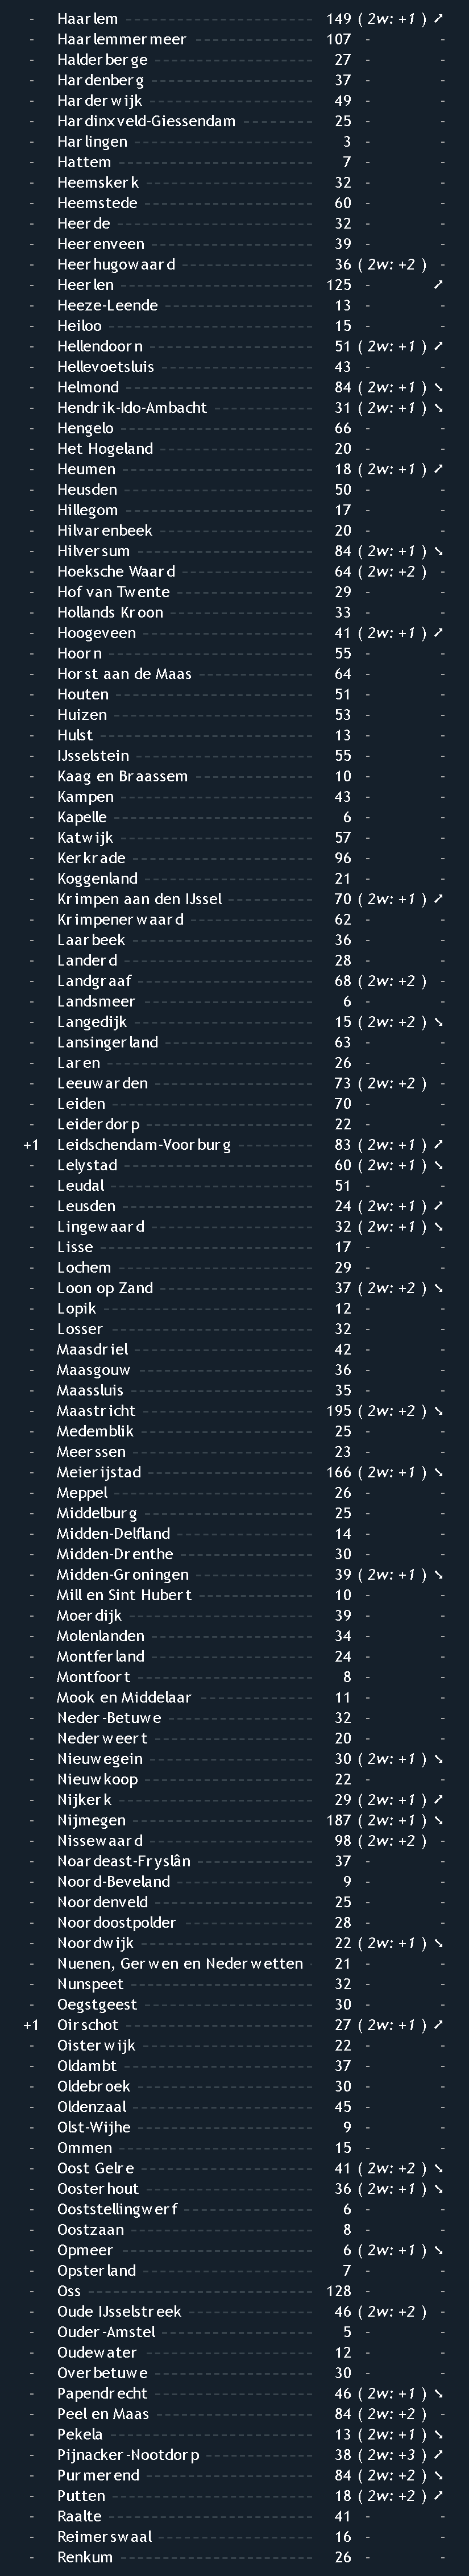 - Haarlem 149 ( 2w: +1 ) ↗
- Haarlemmermeer 107 - -
- Halderberge 27 - -
- Hardenberg 37 - -
- Harderwijk 49 - -
- Hardinxveld-Giessendam 25 - -
- Harlingen 3 - -
- Hattem 7 - -
- Heemskerk 32 - -
- Heemstede 60 - -
- Heerde 32 - -
- Heerenveen 39 - -
- Heerhugowaard 36 ( 2w: +2 ) -
- Heerlen 125 - ↗
- Heeze-Leende 13 - -
- Heiloo 15 - -
- Hellendoorn 51 ( 2w: +1 ) ↗
- Hellevoetsluis 43 - -
- Helmond 84 ( 2w: +1 ) ↘
- Hendrik-Ido-Ambacht 31 ( 2w: +1 ) ↘
- Hengelo 66 - -
- Het Hogeland 20 - -
- Heumen 18 ( 2w: +1 ) ↗
- Heusden 50 - -
- Hillegom 17 - -
- Hilvarenbeek 20 - -
- Hilversum 84 ( 2w: +1 ) ↘
- Hoeksche Waard 64 ( 2w: +2 ) -
- Hof van Twente 29 - -
- Hollands Kroon 33 - -
- Hoogeveen 41 ( 2w: +1 ) ↗
- Hoorn 55 - -
- Horst aan de Maas 64 - -
- Houten 51 - -
- Huizen 53 - -
- Hulst 13 - -
- IJsselstein 55 - -
- Kaag en Braassem 10 - -
- Kampen 43 - -
- Kapelle 6 - -
- Katwijk 57 - -
- Kerkrade 96 - -
- Koggenland 21 - -
- Krimpen aan den IJssel 70 ( 2w: +1 ) ↗
- Krimpenerwaard 62 - -
- Laarbeek 36 - -
- Landerd 28 - -
- Landgraaf 68 ( 2w: +2 ) -
- Landsmeer 6 - -
- Langedijk 15 ( 2w: +2 ) ↘
- Lansingerland 63 - -
- Laren 26 - -
- Leeuwarden 73 ( 2w: +2 ) -
- Leiden 70 - -
- Leiderdorp 22 - -
+1 Leidschendam-Voorburg 83 ( 2w: +1 ) ↗
- Lelystad 60 ( 2w: +1 ) ↘
- Leudal 51 - -
- Leusden 24 ( 2w: +1 ) ↗
- Lingewaard 32 ( 2w: +1 ) ↘
- Lisse 17 - -
- Lochem 29 - -
- Loon op Zand 37 ( 2w: +2 ) ↘
- Lopik 12 - -
- Losser 32 - -
- Maasdriel 42 - -
- Maasgouw 36 - -
- Maassluis 35 - -
- Maastricht 195 ( 2w: +2 ) ↘
- Medemblik 25 - -
- Meerssen 23 - -
- Meierijstad 166 ( 2w: +1 ) ↘
- Meppel 26 - -
- Middelburg 25 - -
- Midden-Delfland 14 - -
- Midden-Drenthe 30 - -
- Midden-Groningen 39 ( 2w: +1 ) ↘
- Mill en Sint Hubert 10 - -
- Moerdijk 39 - -
- Molenlanden 34 - -
- Montferland 24 - -
- Montfoort 8 - -
- Mook en Middelaar 11 - -
- Neder-Betuwe 32 - -
- Nederweert 20 - -
- Nieuwegein 30 ( 2w: +1 ) ↘
- Nieuwkoop 22 - -
- Nijkerk 29 ( 2w: +1 ) ↗
- Nijmegen 187 ( 2w: +1 ) ↘
- Nissewaard 98 ( 2w: +2 ) -
- Noardeast-Fryslân 37 - -
- Noord-Beveland 9 - -
- Noordenveld 25 - -
- Noordoostpolder 28 - -
- Noordwijk 22 ( 2w: +1 ) ↘
- Nuenen, Gerwen en Nederwetten 21 - -
- Nunspeet 32 - -
- Oegstgeest 30 - -
+1 Oirschot 27 ( 2w: +1 ) ↗
- Oisterwijk 22 - -
- Oldambt 37 - -
- Oldebroek 30 - -
- Oldenzaal 45 - -
- Olst-Wijhe 9 - -
- Ommen 15 - -
- Oost Gelre 41 ( 2w: +2 ) ↘
- Oosterhout 36 ( 2w: +1 ) ↘
- Ooststellingwerf 6 - -
- Oostzaan 8 - -
- Opmeer 6 ( 2w: +1 ) ↘
- Opsterland 7 - -
- Oss 128 - -
- Oude IJsselstreek 46 ( 2w: +2 ) -
- Ouder-Amstel 5 - -
- Oudewater 12 - -
- Overbetuwe 30 - -
- Papendrecht 46 ( 2w: +1 ) ↘
- Peel en Maas 84 ( 2w: +2 ) -
- Pekela 13 ( 2w: +1 ) ↘
- Pijnacker-Nootdorp 38 ( 2w: +3 ) ↗
- Purmerend 84 ( 2w: +2 ) ↘
- Putten 18 ( 2w: +2 ) ↗
- Raalte 41 - -
- Reimerswaal 16 - -
- Renkum 26 - -